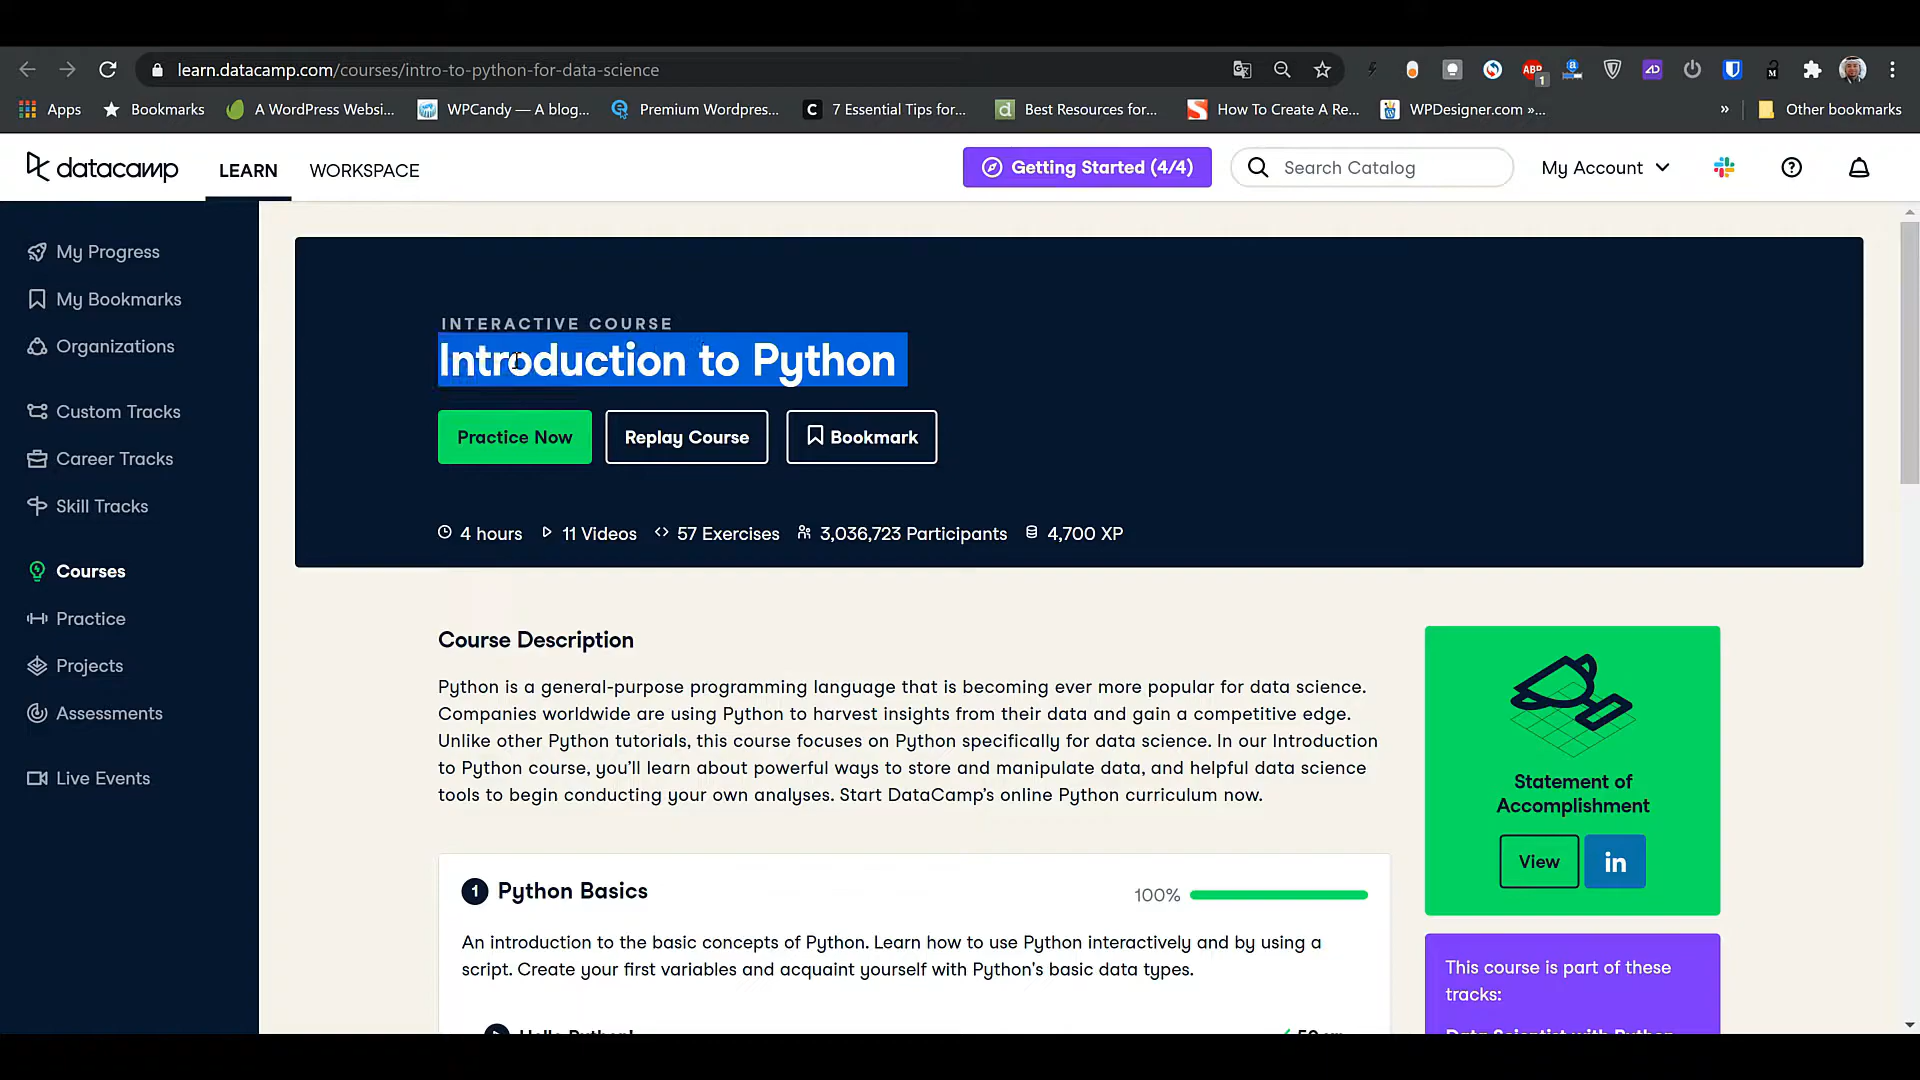 learn.datacamp.com/courses/intro-to-python-for-data-science
ABP 1
Apps Bookmarks A WordPress Websi... WPCandy — A blog... Premium Wordpres... 7 Essential Tips for... Best Resources for... How To Create A Re... WPDesigner.com »... » Other bookmarks
datacamp LEARN WORKSPACE Getting Started (4/4) Search Catalog My Account
My Progress
My Bookmarks
Organizations
Custom Tracks
Career Tracks
Skill Tracks
Courses
Practice
Projects
Assessments
Live Events
INTERACTIVE COURSE
Introduction to Python
Practice Now Replay Course Bookmark
4 hours 11 Videos 57 Exercises 3,036,723 Participants 4,700 XP
Course Description
Python is a general-purpose programming language that is becoming ever more popular for data science.
Companies worldwide are using Python to harvest insights from their data and gain a competitive edge.
Unlike other Python tutorials, this course focuses on Python specifically for data science. In our Introduction
to Python course, you’ll learn about powerful ways to store and manipulate data, and helpful data science
tools to begin conducting your own analyses. Start DataCamp’s online Python curriculum now.
1 Python Basics 100%
An introduction to the basic concepts of Python. Learn how to use Python interactively and by using a
script. Create your first variables and acquaint yourself with Python's basic data types.
Hello Python!
Statement of
Accomplishment
View in
This course is part of these
tracks:
Data Scientist with Python